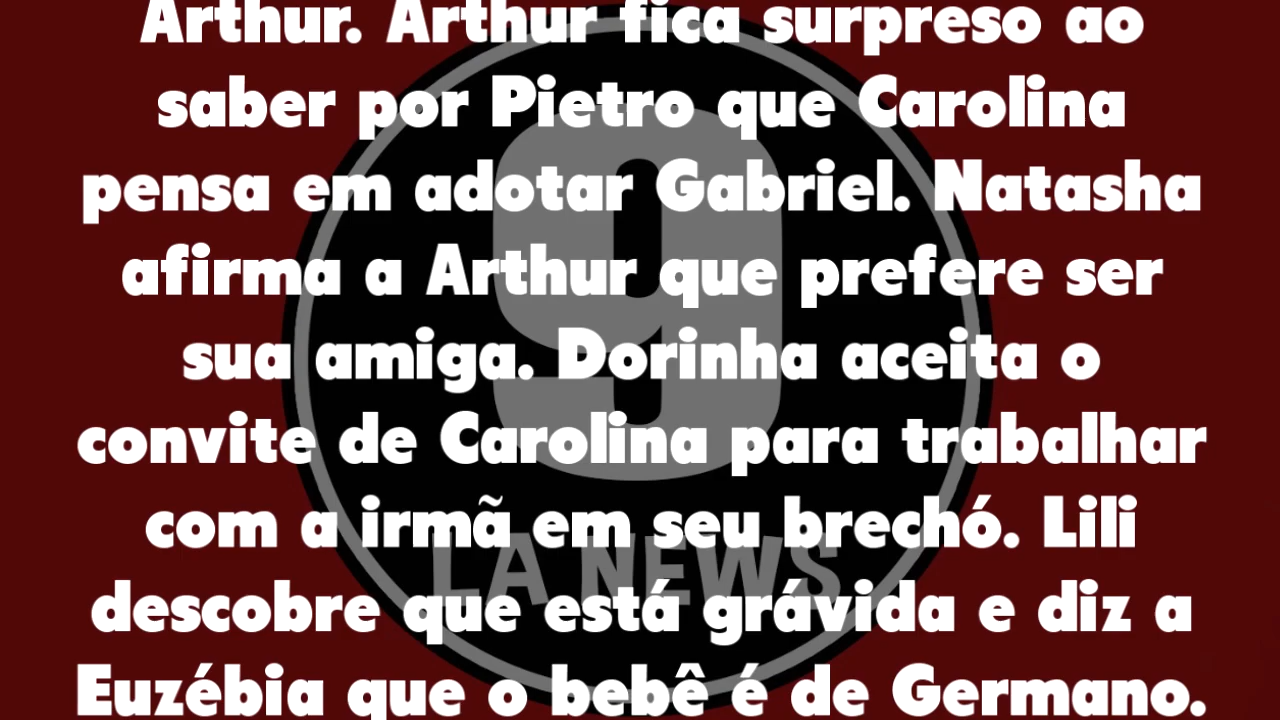 Arthur. Arthur fica surpreso ao
saber por Pietro que Carolina
pensa em adotar Gabriel. Natasha
afirma a Arthur que prefere ser
sua amiga. Dorinha aceita o
convite de Carolina para trabalhar
com a irmã em seu brechó. Lili
descobre que está grávida e diz a
Euzébia que o bebê é de Germano.
9
LA NEWS